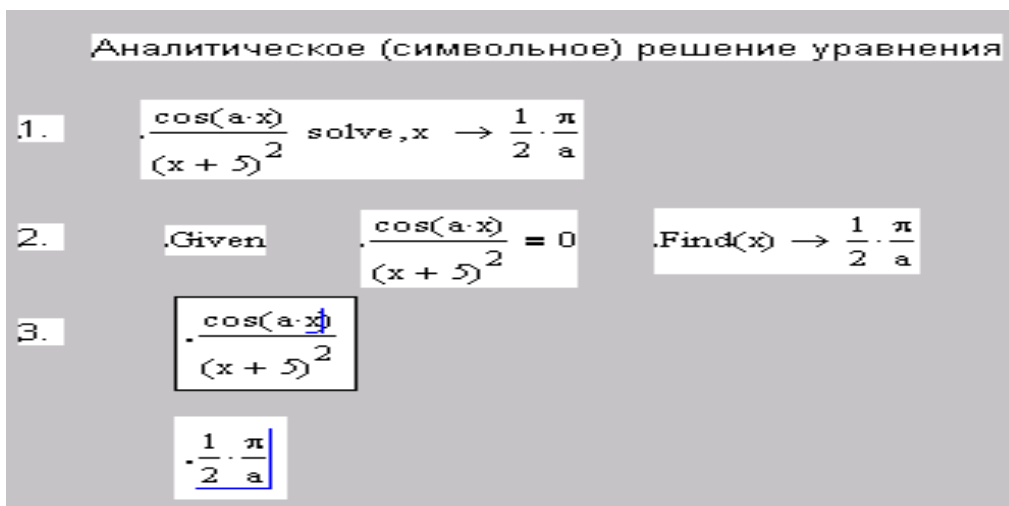 Аналитическое (символьное) решение уравнения
1. cos(a·x) / (x + 5)^2 solve,x → 1/2 · π/a
2. Given cos(a·x) / (x + 5)^2 = 0 Find(x) → 1/2 · π/a
3. cos(a·x) / (x + 5)^2
1/2 · π/a